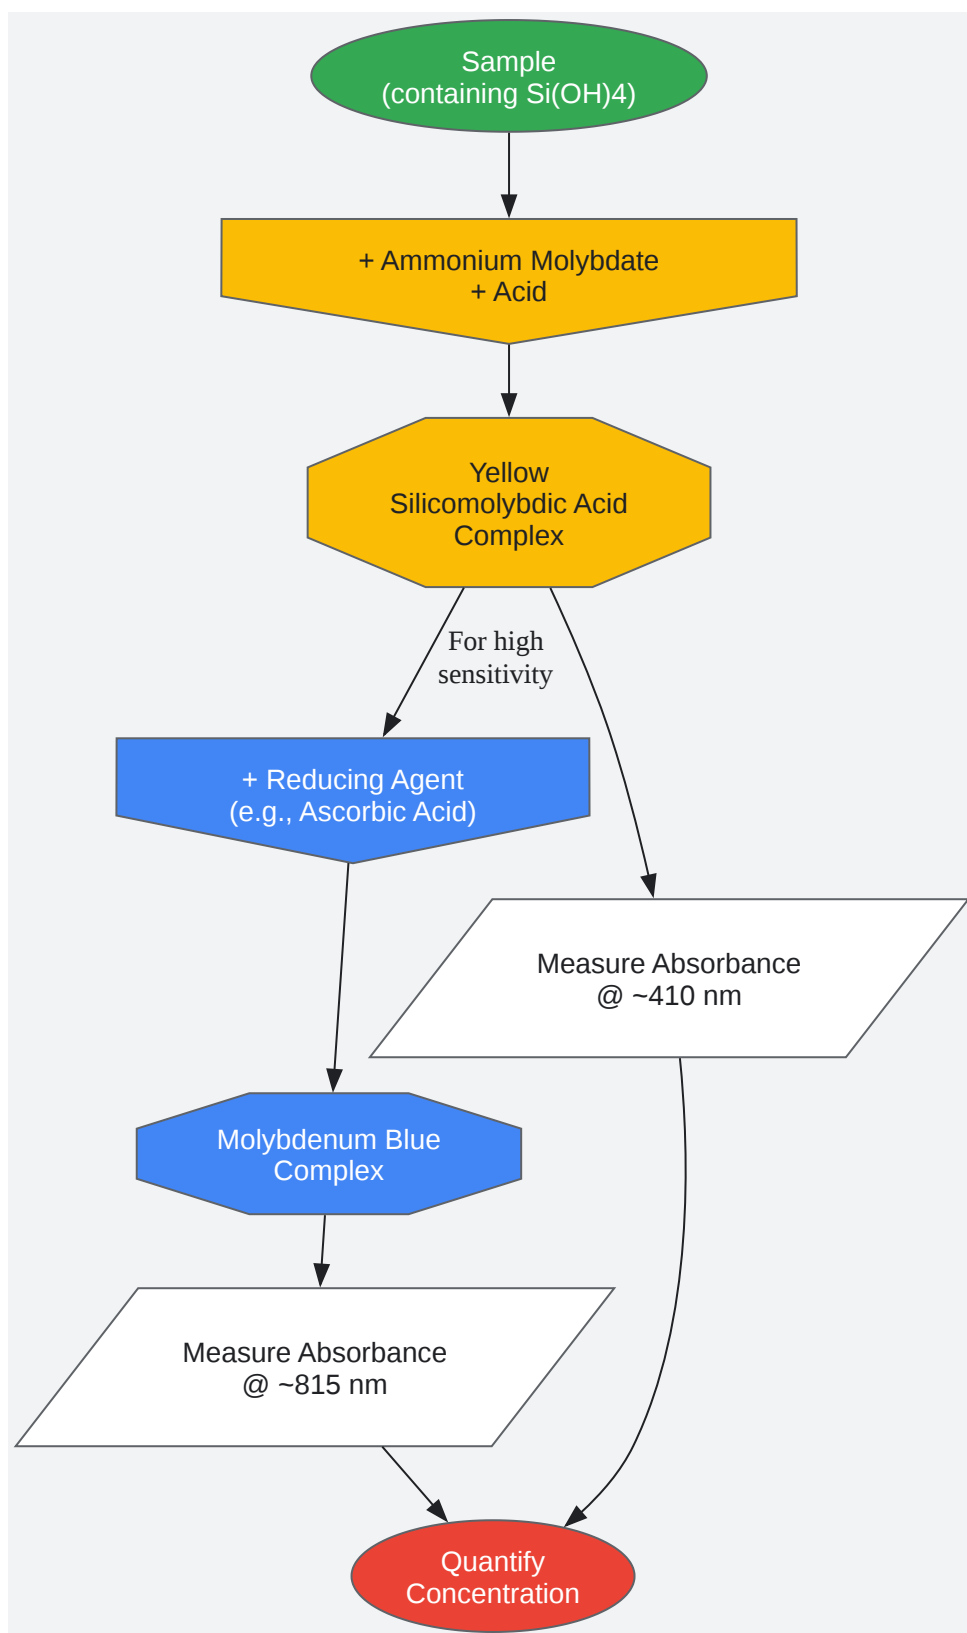 Sample
(containing Si(OH)4)
+ Ammonium Molybdate
+ Acid
Yellow
Silicomolybdic Acid
Complex
For high
sensitivity
+ Reducing Agent
(e.g., Ascorbic Acid)
Measure Absorbance
@ ~410 nm
Molybdenum Blue
Complex
Measure Absorbance
@ ~815 nm
Quantify
Concentration